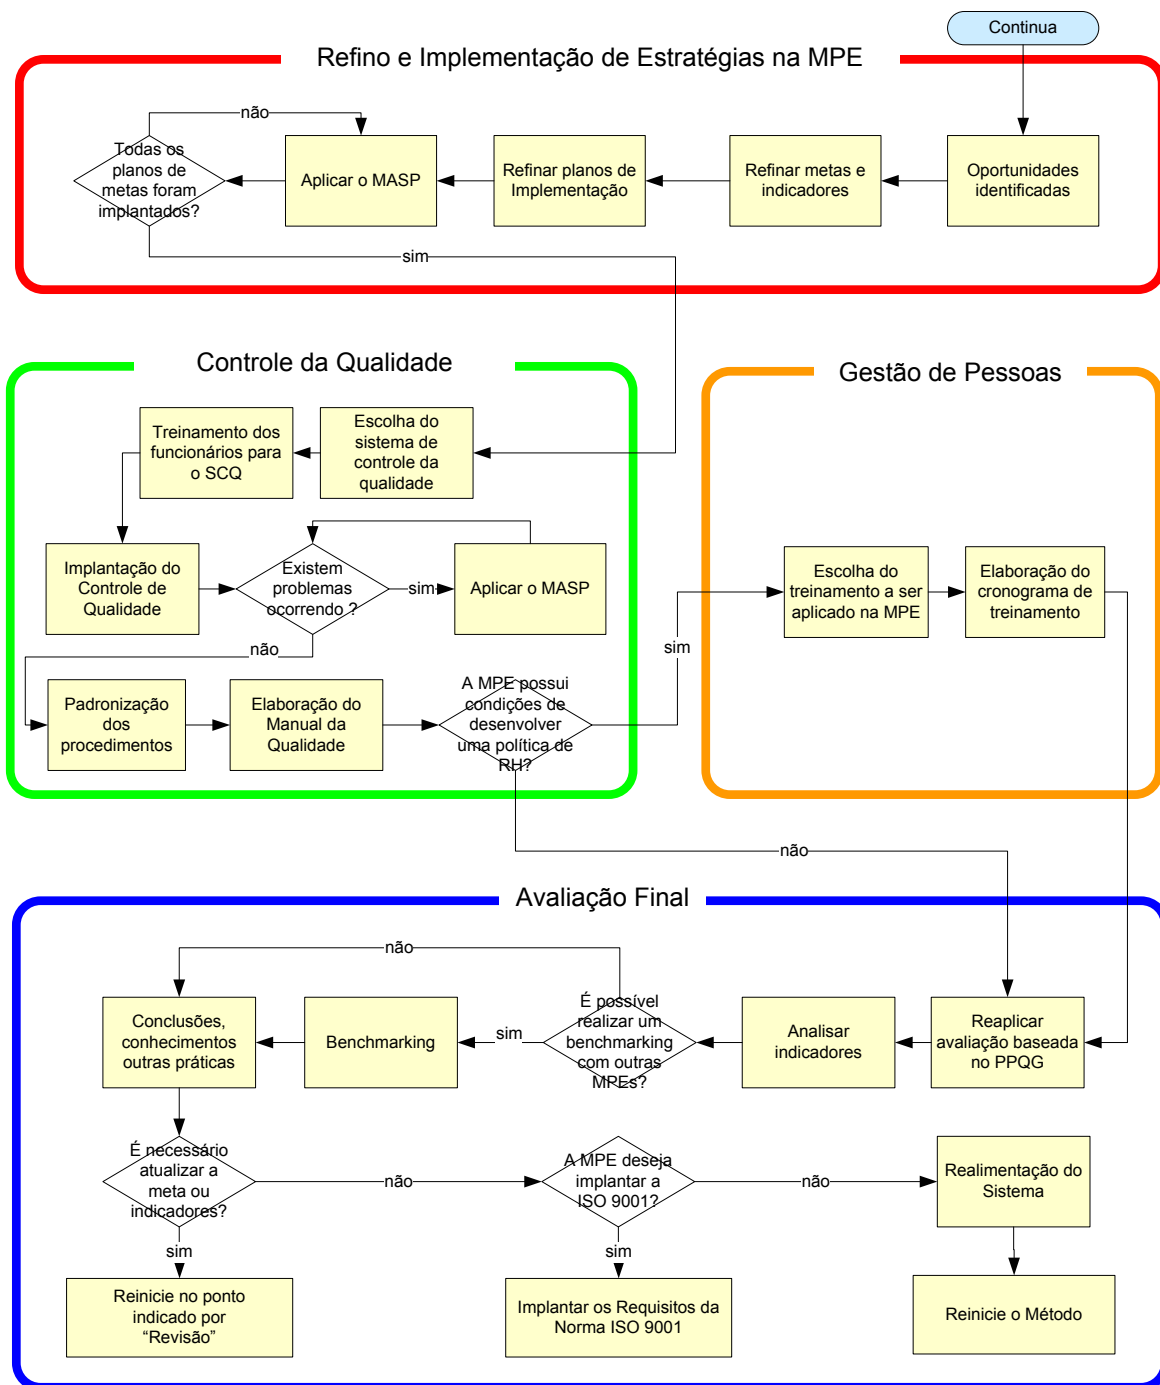 Continua
Refino e Implementação de Estratégias na MPE
não
Todas os
planos de
metas foram
implantados?
Aplicar o MASP
Refinar planos de
Implementação
Refinar metas e
indicadores
Oportunidades
identificadas
sim
Controle da Qualidade
Gestão de Pessoas
Treinamento dos
funcionários para
o SCQ
Escolha do
sistema de
controle da
qualidade
Implantação do
Controle de
Qualidade
Existem
problemas
ocorrendo ?
sim
Aplicar o MASP
Escolha do
treinamento a ser
aplicado na MPE
Elaboração do
cronograma de
treinamento
não
sim
Padronização
dos
procedimentos
Elaboração do
Manual da
Qualidade
A MPE possui
condições de
desenvolver
uma política de
RH?
não
Avaliação Final
não
Conclusões,
conhecimentos
outras práticas
Benchmarking
sim
É possível
realizar um
benchmarking
com outras
MPEs?
Analisar
indicadores
Reaplicar
avaliação baseada
no PPQG
É necessário
atualizar a
meta ou
indicadores?
não
A MPE deseja
implantar a
ISO 9001?
não
Realimentação do
Sistema
sim
sim
Reinicie no ponto
indicado por
“Revisão”
Implantar os Requisitos da
Norma ISO 9001
Reinicie o Método